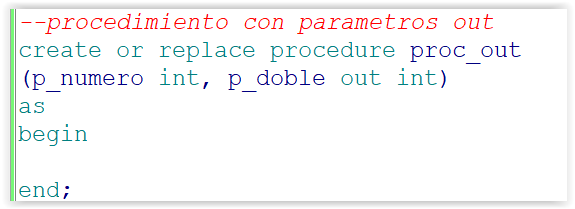 --procedimiento con parametros out
create or replace procedure proc_out
(p_numero int, p_doble out int)
as
begin
end;